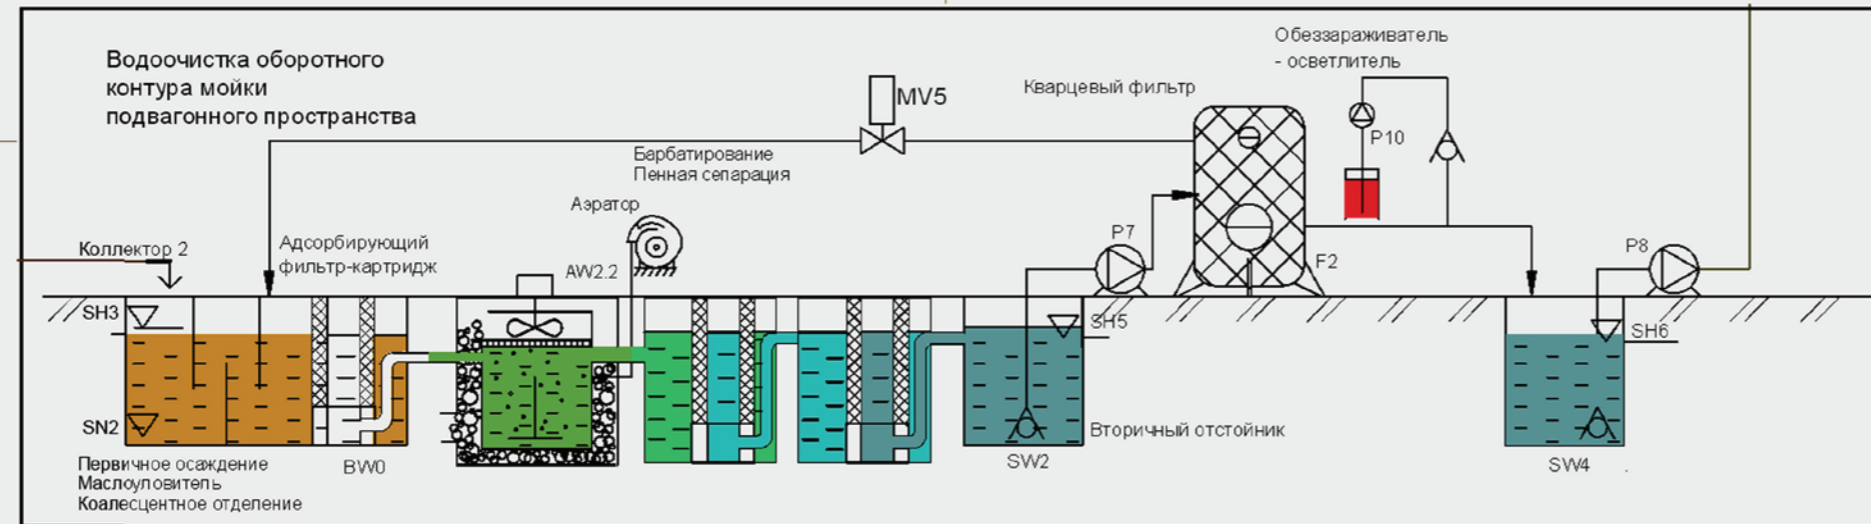 Водоочистка оборотного
контура мойки
подвагонного пространства
MV5
Кварцевый фильтр
Обеззараживатель
- осветлитель
P10
Барбатирование
Пенная сепарация
Аэратор
Коллектор 2
Адсорбирующий
фильтр-картридж
AW2.2
P7
F2
P8
SH3
SH5
SH6
SN2
Вторичный отстойник
Первичное осаждение
Маслоуловитель
Коалесцентное отделение
BW0
SW2
SW4